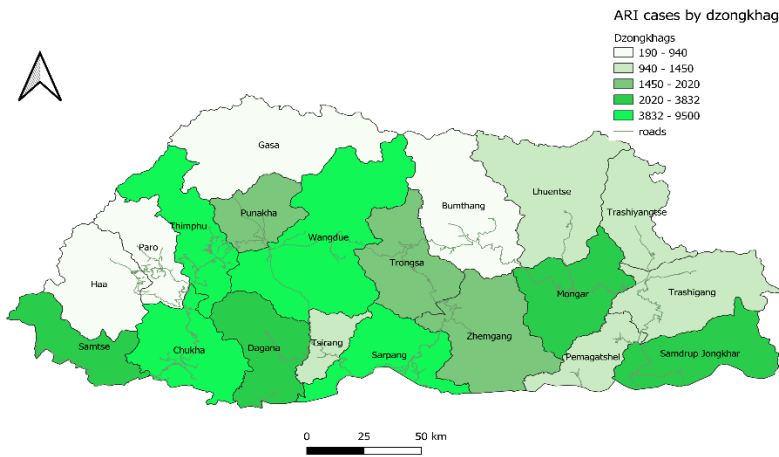 ARI cases by dzongkhag
Dzongkhags
190 - 940
940 - 1450
1450 - 2020
2020 - 3832
3832 - 9500
roads
Gasa
Punakha
Thimphu
Paro
Haa
Wangdue
Bumthang
Lhuentse
Trashiyangtse
Trongsa
Mongar
Trashigang
Samtse
Chukha
Dagana
Tsirang
Sarpang
Zhemgang
Pemagatshel
Samdrup Jongkhar
0 25 50 km